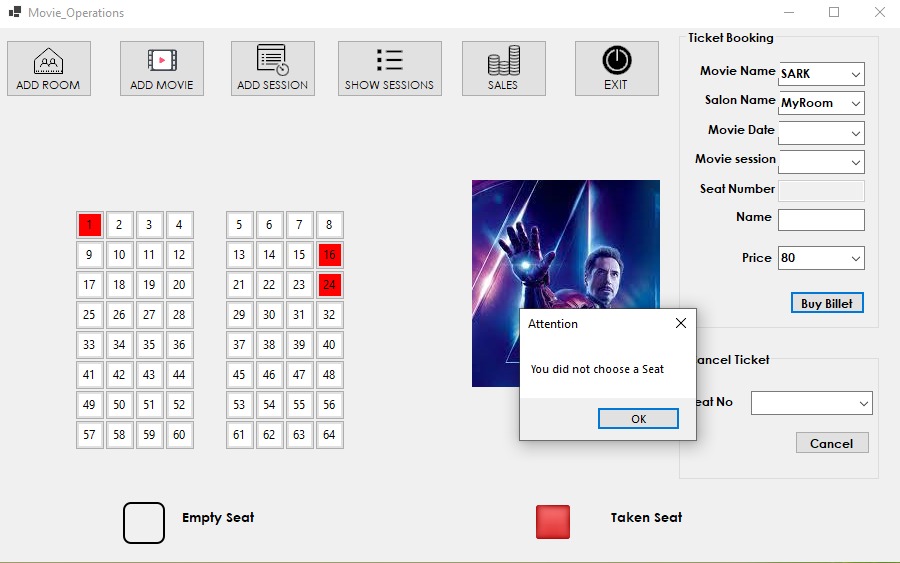 Movie_Operations
ADD ROOM
ADD MOVIE
ADD SESSION
SHOW SESSIONS
SALES
EXIT
Ticket Booking
Movie Name SARK
Salon Name MyRoom
Movie Date
Movie session
Seat Number
Name
Price 80
Buy Billet
1 2 3 4 5 6 7 8
9 10 11 12 13 14 15 16
17 18 19 20 21 22 23 24
25 26 27 28 29 30 31 32
33 34 35 36 37 38 39 40
41 42 43 44 45 46 47 48
49 50 51 52 53 54 55 56
57 58 59 60 61 62 63 64
Attention
You did not choose a Seat
OK
ancel Ticket
eat No
Cancel
Empty Seat
Taken Seat